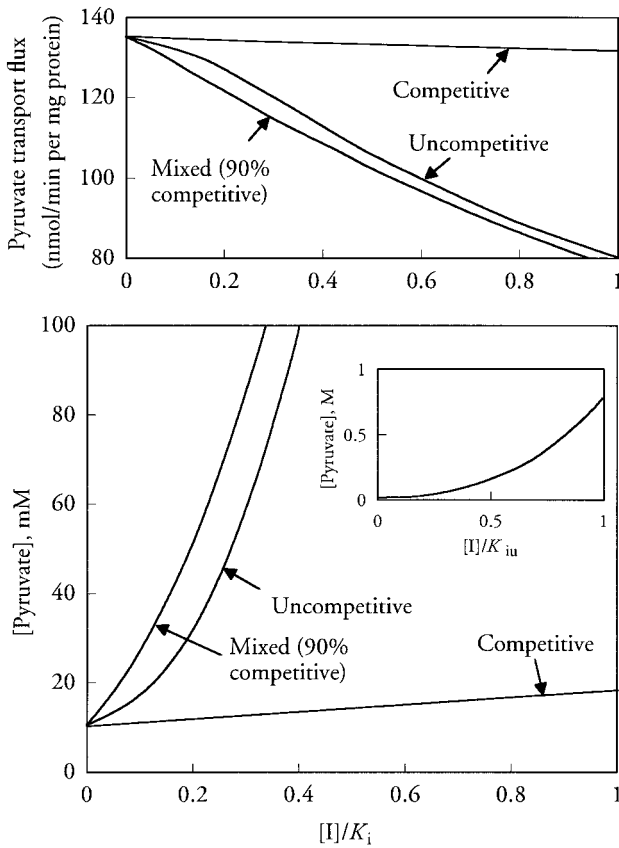 Pyruvate transport flux
(nmol/min per mg protein)
140
120
100
80
Competitive
Uncompetitive
Mixed (90%
competitive)
0
0.2
0.4
0.6
0.8
1
[Pyruvate], mM
100
80
60
40
20
0
[Pyruvate], M
1
0.5
0
0
0.5
1
[I]/K iu
Uncompetitive
Mixed (90%
competitive)
Competitive
0
0.2
0.4
0.6
0.8
1
[I]/Ki